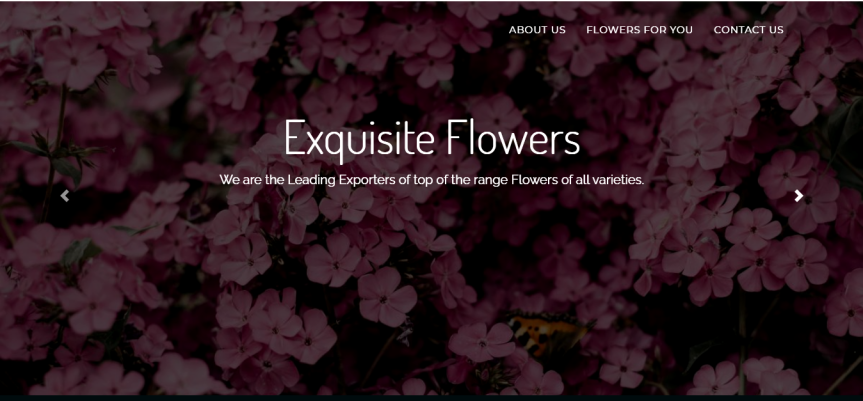 ABOUT US FLOWERS FOR YOU CONTACT US
Exquisite Flowers
We are the Leading Exporters of top of the range Flowers of all varieties.